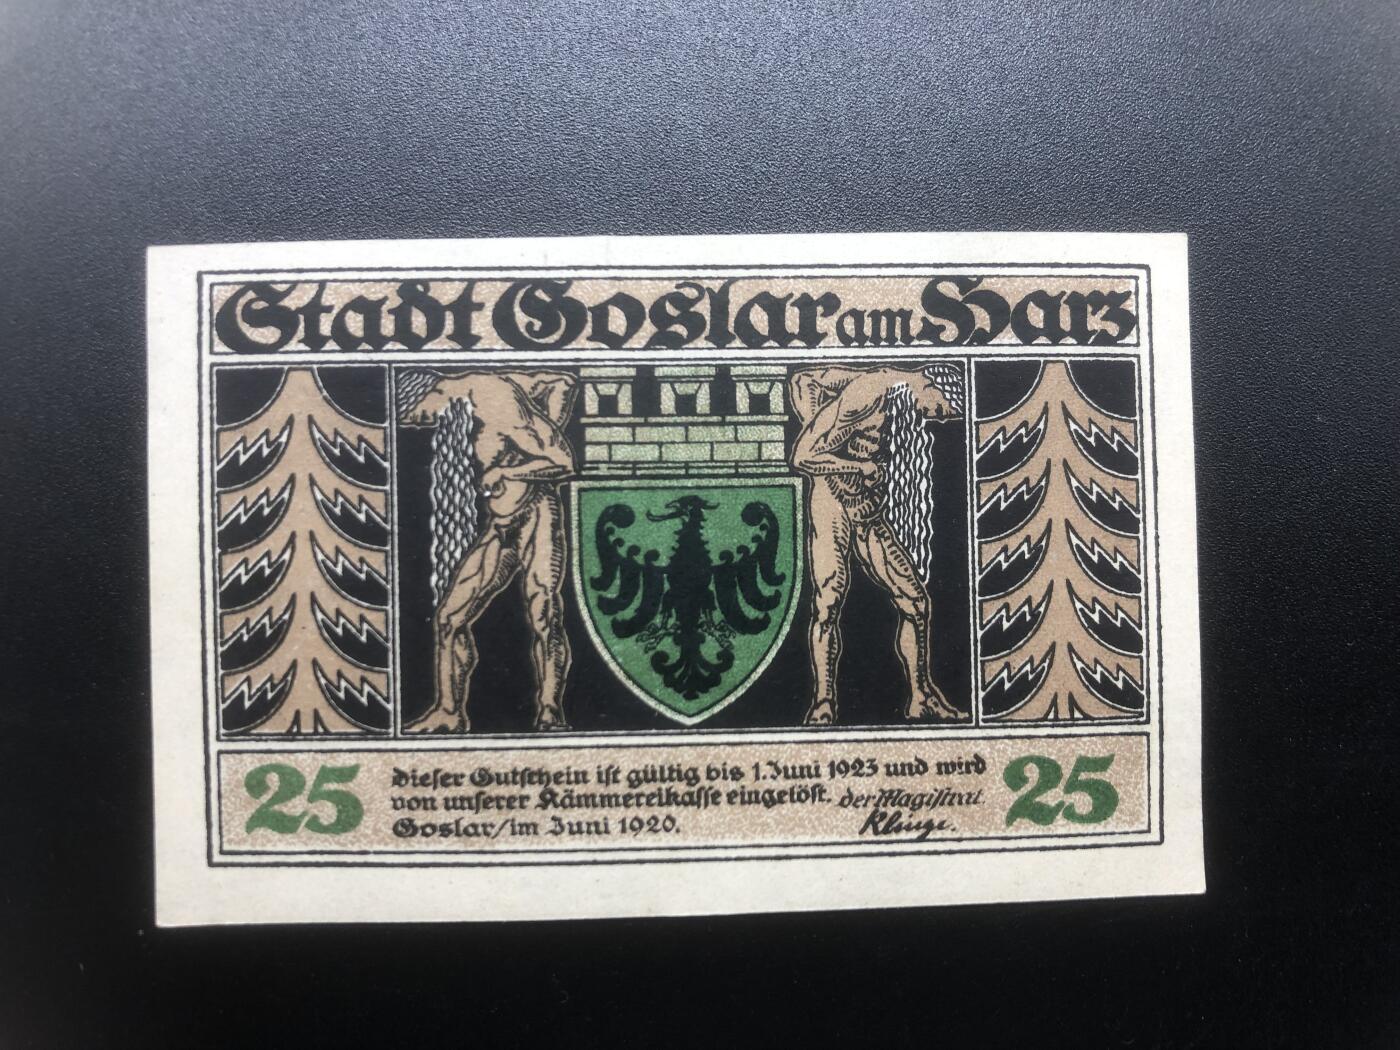 Stadt Goslar am Harz
25
dieser Gutschein ist gültig bis 1. Juni 1923 und wird
von unserer Kämmereikasse eingelöst. der Magistrat.
Goslar/im Juni 1920. Klinge.
25